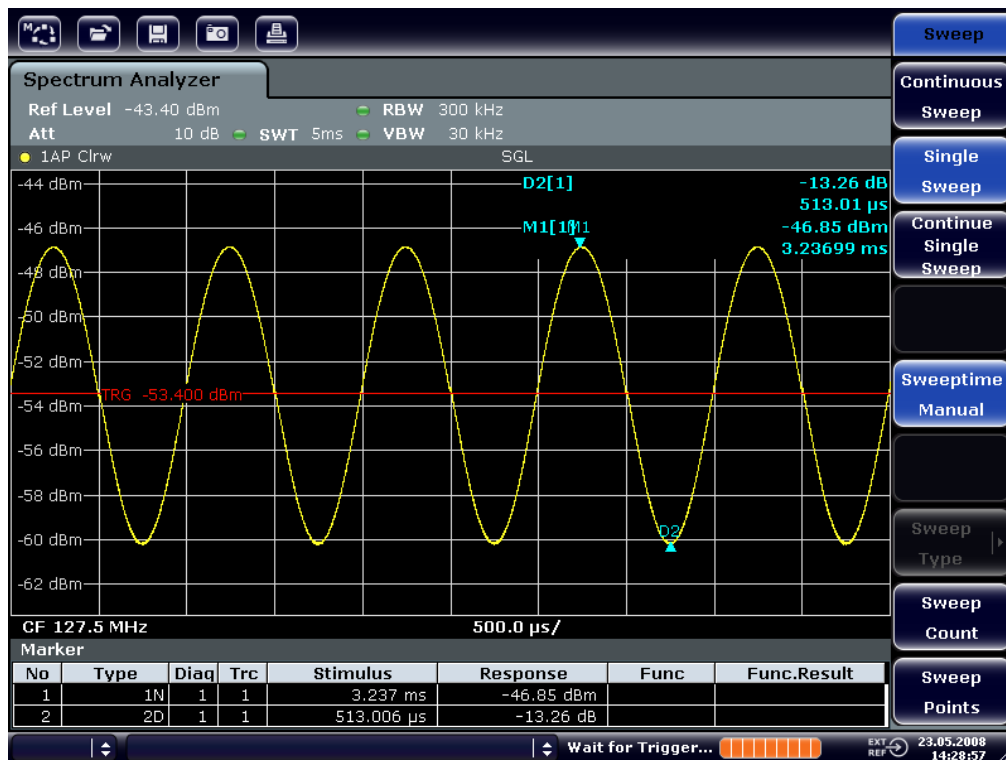 Sweep
Spectrum Analyzer
Ref Level -43.40 dBm RBW 300 kHz
Att 10 dB SWT 5ms VBW 30 kHz
1AP Clrw SGL
-44 dBm
-46 dBm
-48 dBm
-50 dBm
-52 dBm
-54 dBm
-56 dBm
-58 dBm
-60 dBm
-62 dBm
D2[1] -13.26 dB
513.01 µs
M1[1] M1 -46.85 dBm
3.23699 ms
TRG -53.400 dBm
D2
CF 127.5 MHz 500.0 µs/
Marker
No Type Diag Trc Stimulus Response Func Func.Result
1 1N 1 1 3.237 ms -46.85 dBm
2 2D 1 1 513.006 µs -13.26 dB
Continuous
Sweep
Single
Sweep
Continue
Single
Sweep
Sweeptime
Manual
Sweep
Type
Sweep
Count
Sweep
Points
Wait for Trigger...
EXT
REF
23.05.2008
14:28:57
M